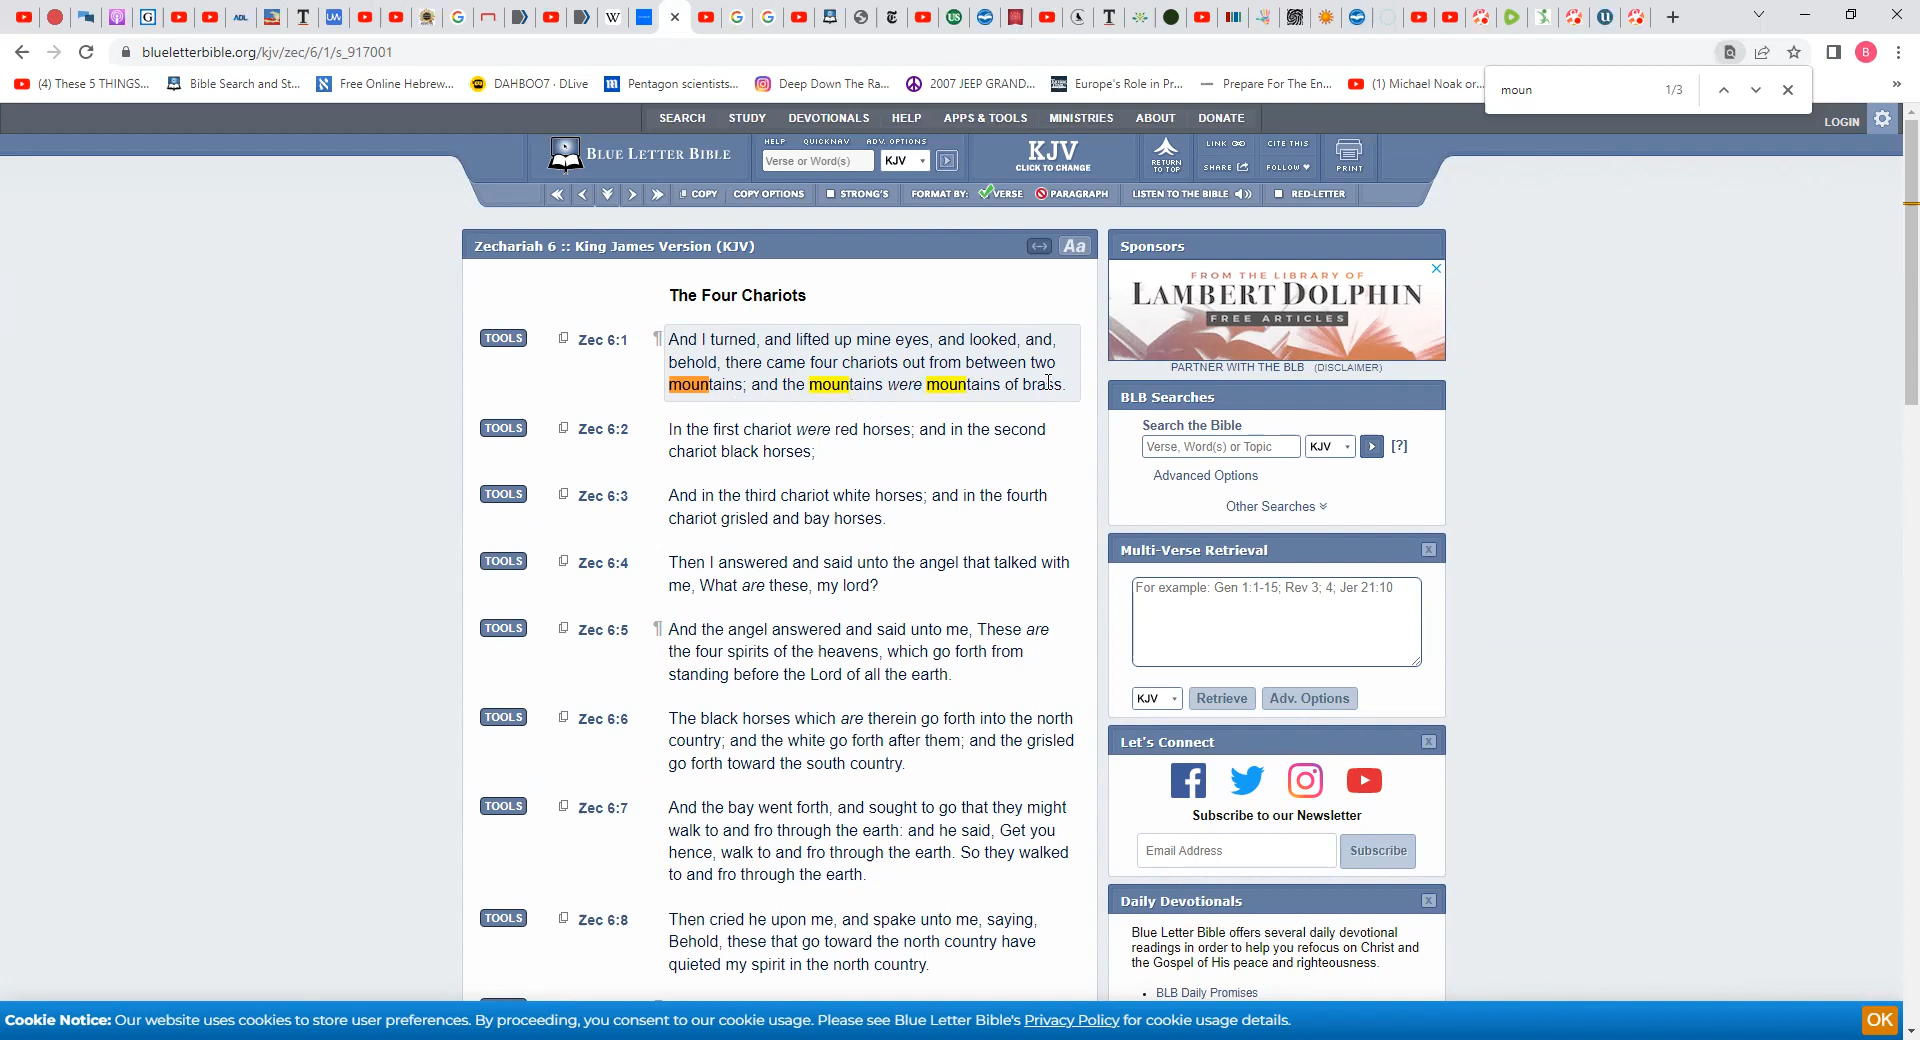 ADL
UW
T
W
T
US
T
blueletterbible.org/kjv/zec/6/1/s_917001
B
(4) These 5 THINGS...
Bible Search and St...
Free Online Hebrew...
DAHBOO7 · DLive
Pentagon scientists...
Deep Down The Ra...
2007 JEEP GRAND...
Europe's Role in Pr...
Prepare For The En...
(1) Michael Noak or...
»
moun
1/3
SEARCH
STUDY
DEVOTIONALS
HELP
APPS & TOOLS
MINISTRIES
ABOUT
DONATE
LOGIN
BLUE LETTER BIBLE
HELP QUICKNAV ADV. OPTIONS
Verse or Word(s)
KJV
KJV
CLICK TO CHANGE
RETURN
TO TOP
LINK
CITE THIS
SHARE
FOLLOW
PRINT
COPY
COPY OPTIONS
STRONG'S
FORMAT BY: VERSE PARAGRAPH
LISTEN TO THE BIBLE
RED-LETTER
Zechariah 6 :: King James Version (KJV)
Aa
The Four Chariots
TOOLS Zec 6:1 ¶ And I turned, and lifted up mine eyes, and looked, and,
behold, there came four chariots out from between two
mountains; and the mountains were mountains of brass.
TOOLS Zec 6:2 In the first chariot were red horses; and in the second
chariot black horses;
TOOLS Zec 6:3 And in the third chariot white horses; and in the fourth
chariot grisled and bay horses.
TOOLS Zec 6:4 Then I answered and said unto the angel that talked with
me, What are these, my lord?
TOOLS Zec 6:5 ¶ And the angel answered and said unto me, These are
the four spirits of the heavens, which go forth from
standing before the Lord of all the earth.
TOOLS Zec 6:6 The black horses which are therein go forth into the north
country; and the white go forth after them; and the grisled
go forth toward the south country.
TOOLS Zec 6:7 And the bay went forth, and sought to go that they might
walk to and fro through the earth: and he said, Get you
hence, walk to and fro through the earth. So they walked
to and fro through the earth.
TOOLS Zec 6:8 Then cried he upon me, and spake unto me, saying,
Behold, these that go toward the north country have
quieted my spirit in the north country.
Sponsors
FROM THE LIBRARY OF
LAMBERT DOLPHIN
FREE ARTICLES
PARTNER WITH THE BLB (DISCLAIMER)
BLB Searches
Search the Bible
Verse, Word(s) or Topic
KJV
[?]
Advanced Options
Other Searches
Multi-Verse Retrieval
X
For example: Gen 1:1-15; Rev 3; 4; Jer 21:10
KJV
Retrieve
Adv. Options
Let's Connect
X
Subscribe to our Newsletter
Email Address
Subscribe
Daily Devotionals
X
Blue Letter Bible offers several daily devotional
readings in order to help you refocus on Christ and
the Gospel of His peace and righteousness.
• BLB Daily Promises
Cookie Notice: Our website uses cookies to store user preferences. By proceeding, you consent to our cookie usage. Please see Blue Letter Bible's Privacy Policy for cookie usage details.
OK